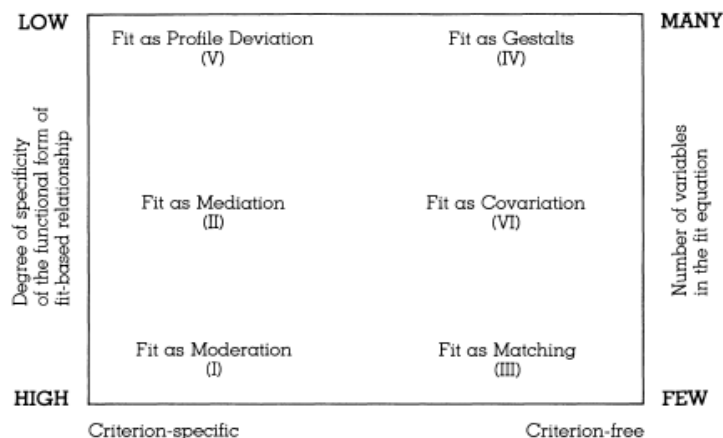 LOW
MANY
Fit as Profile Deviation
(V)
Fit as Gestalts
(IV)
Degree of specificity
of the functional form of
fit-based relationship
Fit as Mediation
(II)
Fit as Covariation
(VI)
Number of variables
in the fit equation
Fit as Moderation
(I)
Fit as Matching
(III)
HIGH
FEW
Criterion-specific
Criterion-free